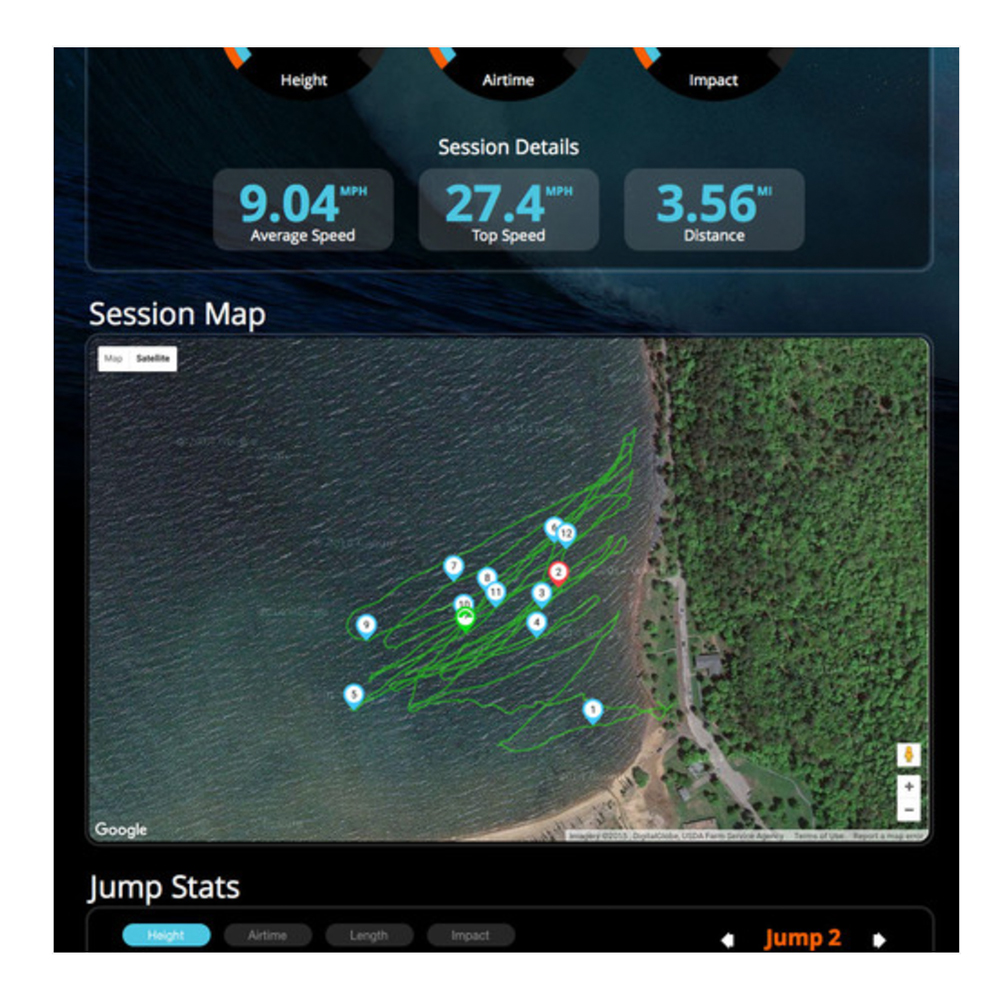 Height Airtime Impact
Session Details
9.04 MPH 27.4 MPH 3.56 MI
Average Speed Top Speed Distance
Session Map
Map Satellite
6
12
7
2
8
3
11
10
4
9
5
1
+
−
Google
Imagery ©2015 , DigitalGlobe, USDA Farm Service Agency Terms of Use Report a map error
Jump Stats
Height Airtime Length Impact Jump 2